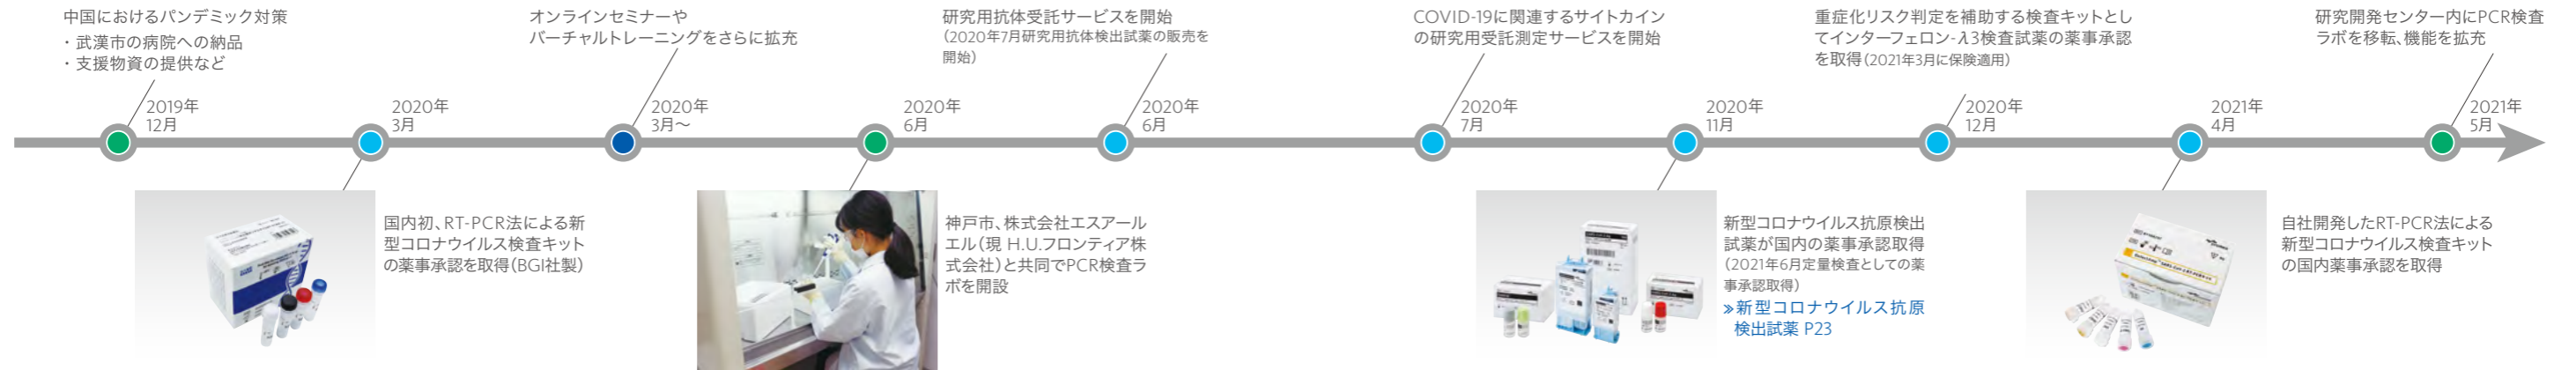 中国におけるパンデミック対策
・武漢市の病院への納品
・支援物資の提供など
2019年
12月
2020年
3月
国内初、RT-PCR法による新
型コロナウイルス検査キット
の薬事承認を取得（BGI社製）
オンラインセミナーや
バーチャルトレーニングをさらに拡充
2020年
3月～
2020年
6月
神戸市、株式会社エスアール
エル（現 H.U.フロンティア株
式会社）と共同でPCR検査ラ
ボを開設
研究用抗体受託サービスを開始
（2020年7月研究用抗体検出試薬の販売を
開始）
2020年
6月
COVID-19に関連するサイトカイン
の研究用受託測定サービスを開始
2020年
7月
2020年
11月
新型コロナウイルス抗原検出
試薬が国内の薬事承認取得
（2021年6月定量検査としての薬
事承認取得）
≫新型コロナウイルス抗原
検出試薬 P23
重症化リスク判定を補助する検査キットとし
てインターフェロン-λ3検査試薬の薬事承認
を取得（2021年3月に保険適用）
2020年
12月
2021年
4月
自社開発したRT-PCR法による
新型コロナウイルス検査キット
の国内薬事承認を取得
研究開発センター内にPCR検査
ラボを移転、機能を拡充
2021年
5月